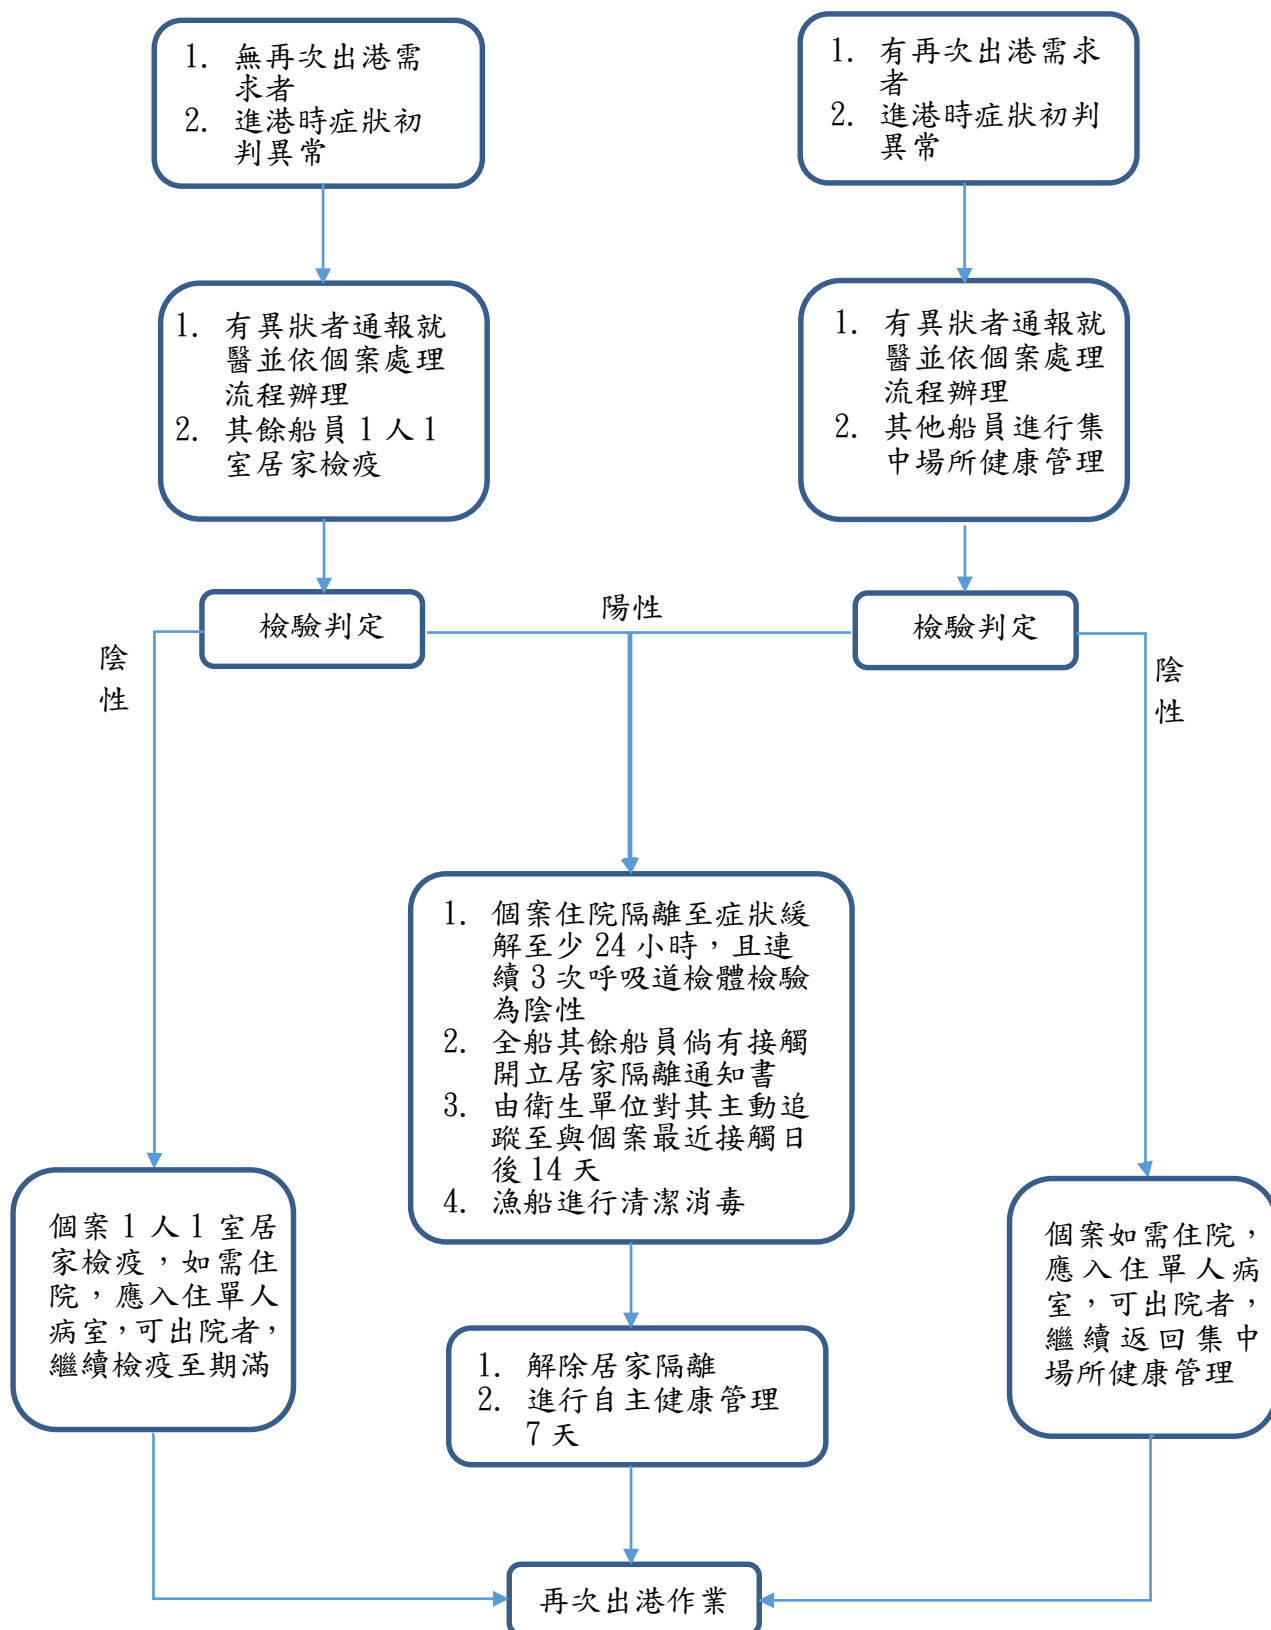 1. 無再次出港需
求者
2. 進港時症狀初
判異常
1. 有再次出港需求
者
2. 進港時症狀初判
異常
1. 有異狀者通報就
醫並依個案處理
流程辦理
2. 其餘船員1人1
室居家檢疫
1. 有異狀者通報就
醫並依個案處理
流程辦理
2. 其他船員進行集
中場所健康管理
檢驗判定
陽性
檢驗判定
陰
性
陰
性
1. 個案住院隔離至症狀緩
解至少24小時，且連
續3次呼吸道檢體檢驗
為陰性
2. 全船其餘船員倘有接觸
開立居家隔離通知書
3. 由衛生單位對其主動追
蹤至與個案最近接觸日
後14天
4. 漁船進行清潔消毒
個案1人1室居
家檢疫，如需住
院，應入住單人
病室，可出院者，
繼續檢疫至期滿
個案如需住院，
應入住單人病
室，可出院者，
繼續返回集中
場所健康管理
1. 解除居家隔離
2. 進行自主健康管理
7天
再次出港作業